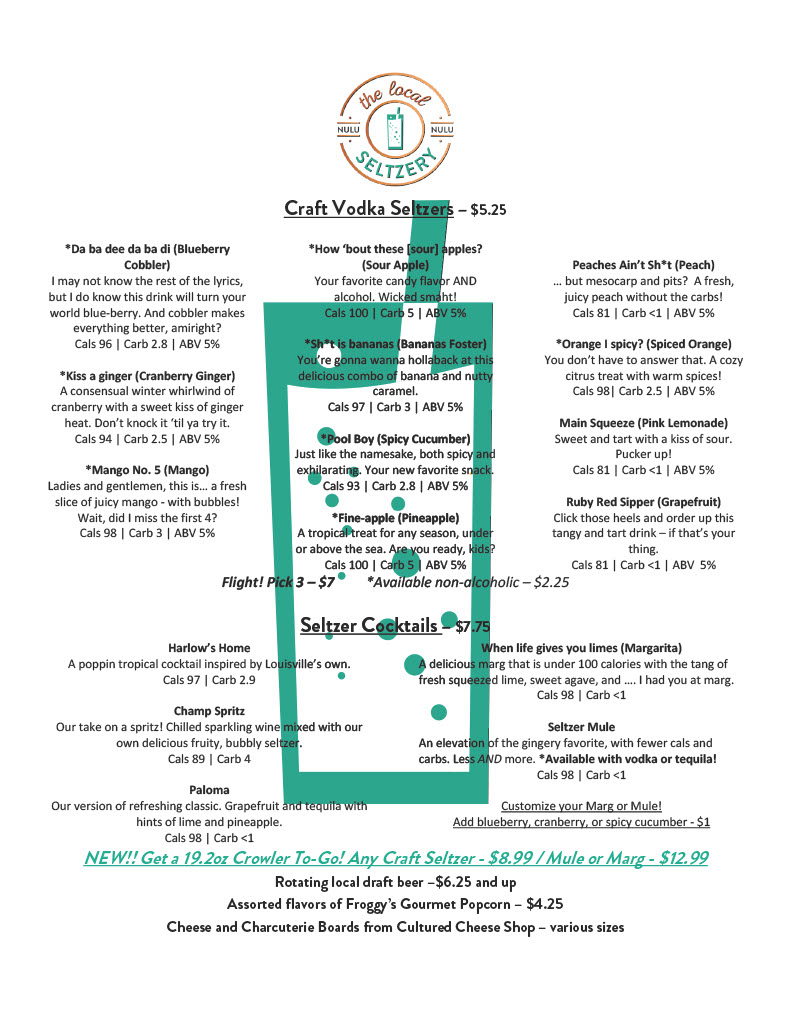 the local
NULU
NULU
SELTZERY
Craft Vodka Seltzers – $5.25
*Da ba dee da ba di (Blueberry
Cobbler)
I may not know the rest of the lyrics,
but I do know this drink will turn your
world blue-berry. And cobbler makes
everything better, amiright?
Cals 96 | Carb 2.8 | ABV 5%
*Kiss a ginger (Cranberry Ginger)
A consensual winter whirlwind of
cranberry with a sweet kiss of ginger
heat. Don’t knock it ‘til ya try it.
Cals 94 | Carb 2.5 | ABV 5%
*Mango No. 5 (Mango)
Ladies and gentlemen, this is… a fresh
slice of juicy mango - with bubbles!
Wait, did I miss the first 4?
Cals 98 | Carb 3 | ABV 5%
*How ‘bout these [sour] apples?
(Sour Apple)
Your favorite candy flavor AND
alcohol. Wicked smaht!
Cals 100 | Carb 5 | ABV 5%
*Sh*t is bananas (Bananas Foster)
You’re gonna wanna hollaback at this
delicious combo of banana and nutty
caramel.
Cals 97 | Carb 3 | ABV 5%
*Pool Boy (Spicy Cucumber)
Just like the namesake, both spicy and
exhilarating. Your new favorite snack.
Cals 93 | Carb 2.8 | ABV 5%
*Fine-apple (Pineapple)
A tropical treat for any season, under
or above the sea. Are you ready, kids?
Cals 100 | Carb 5 | ABV 5%
Peaches Ain’t Sh*t (Peach)
… but mesocarp and pits? A fresh,
juicy peach without the carbs!
Cals 81 | Carb <1 | ABV 5%
*Orange I spicy? (Spiced Orange)
You don’t have to answer that. A cozy
citrus treat with warm spices!
Cals 98| Carb 2.5 | ABV 5%
Main Squeeze (Pink Lemonade)
Sweet and tart with a kiss of sour.
Pucker up!
Cals 81 | Carb <1 | ABV 5%
Ruby Red Sipper (Grapefruit)
Click those heels and order up this
tangy and tart drink – if that’s your
thing.
Cals 81 | Carb <1 | ABV 5%
Flight! Pick 3 – $7 *Available non-alcoholic – $2.25
Seltzer Cocktails – $7.75
Harlow’s Home
A poppin tropical cocktail inspired by Louisville’s own.
Cals 97 | Carb 2.9
Champ Spritz
Our take on a spritz! Chilled sparkling wine mixed with our
own delicious fruity, bubbly seltzer.
Cals 89 | Carb 4
Paloma
Our version of refreshing classic. Grapefruit and tequila with
hints of lime and pineapple.
Cals 98 | Carb <1
When life gives you limes (Margarita)
A delicious marg that is under 100 calories with the tang of
fresh squeezed lime, sweet agave, and …. I had you at marg.
Cals 98 | Carb <1
Seltzer Mule
An elevation of the gingery favorite, with fewer cals and
carbs. Less AND more. *Available with vodka or tequila!
Cals 98 | Carb <1
Customize your Marg or Mule!
Add blueberry, cranberry, or spicy cucumber - $1
NEW!! Get a 19.2oz Crowler To-Go! Any Craft Seltzer - $8.99 / Mule or Marg - $12.99
Rotating local draft beer –$6.25 and up
Assorted flavors of Froggy’s Gourmet Popcorn – $4.25
Cheese and Charcuterie Boards from Cultured Cheese Shop – various sizes